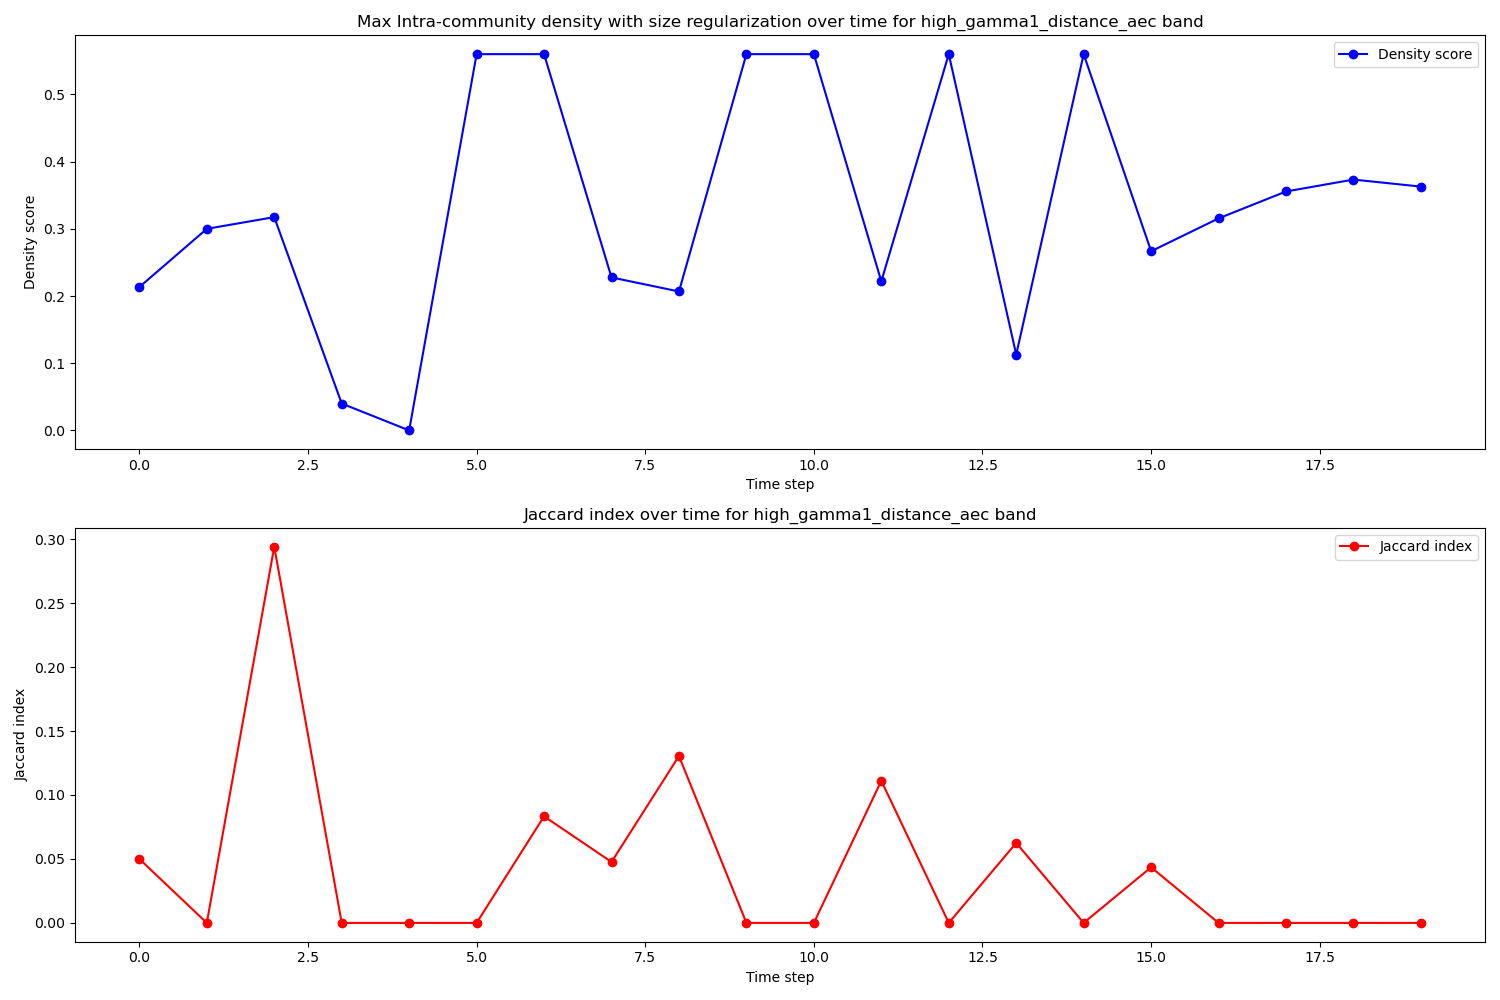 Max Intra-community density with size regularization over time for high_gamma1_distance_aec band
Density score
0.5
0.4
0.3
0.2
0.1
0.0
Density score
0.0 2.5 5.0 7.5 10.0 12.5 15.0 17.5
Time step
Jaccard index over time for high_gamma1_distance_aec band
Jaccard index
0.30
0.25
0.20
0.15
0.10
0.05
0.00
Jaccard index
0.0 2.5 5.0 7.5 10.0 12.5 15.0 17.5
Time step